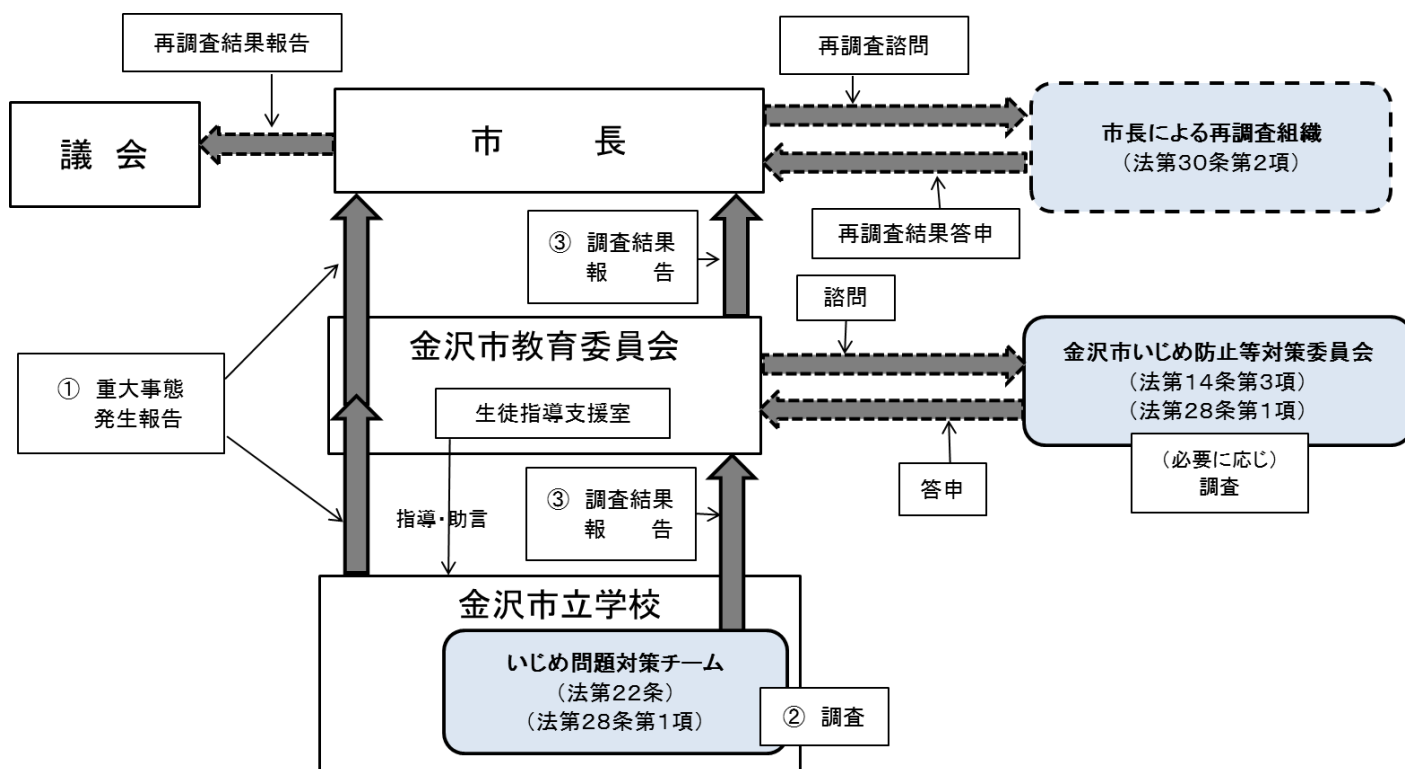 再調査結果報告
再調査諮問
議 会
市 長
市長による再調査組織
(法第30条第2項)
再調査結果答申
③ 調査結果
報 告
諮問
金沢市教育委員会
金沢市いじめ防止等対策委員会
(法第14条第3項)
(法第28条第1項)
① 重大事態
発生報告
生徒指導支援室
(必要に応じ)
調査
答申
③ 調査結果
報 告
指導・助言
金沢市立学校
いじめ問題対策チーム
(法第22条)
(法第28条第1項)
② 調査